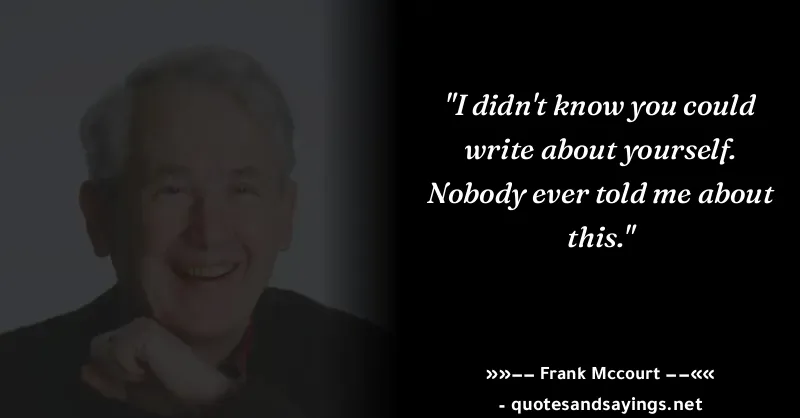 "I didn't know you could
write about yourself.
Nobody ever told me about
this."
»»−− Frank Mccourt −−««
- quotesandsayings.net